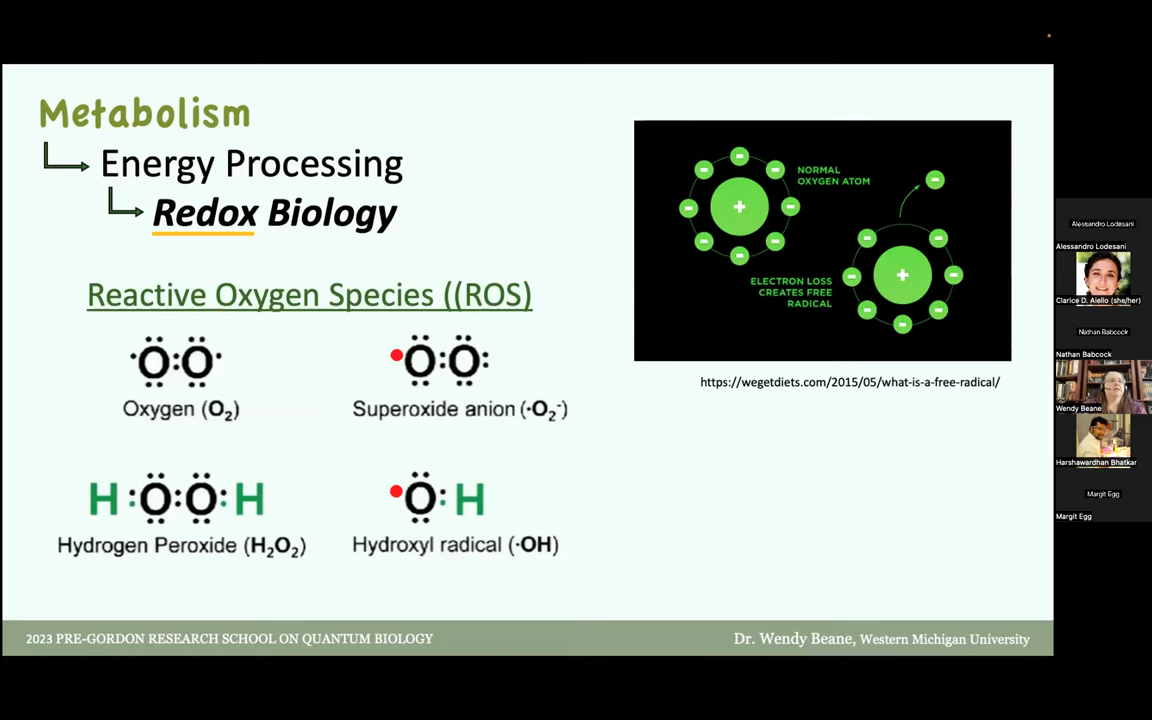 Metabolism
Energy Processing
Redox Biology
Reactive Oxygen Species ((ROS)
·O:O·
Oxygen (O₂)
•O:O:
Superoxide anion (·O₂⁻)
H:O:O:H
Hydrogen Peroxide (H₂O₂)
•O:H
Hydroxyl radical (·OH)
NORMAL
OXYGEN ATOM
ELECTRON LOSS
CREATES FREE
RADICAL
https://wegetdiets.com/2015/05/what-is-a-free-radical/
2023 PRE-GORDON RESEARCH SCHOOL ON QUANTUM BIOLOGY
Dr. Wendy Beane, Western Michigan University
Alessandro Lodesani
Alessandro Lodesani
Clarice D. Aiello (she/her)
Nathan Babcock
Nathan Babcock
Wendy Beane
Harshawardhan Bhatkar
Margit Egg
Margit Egg